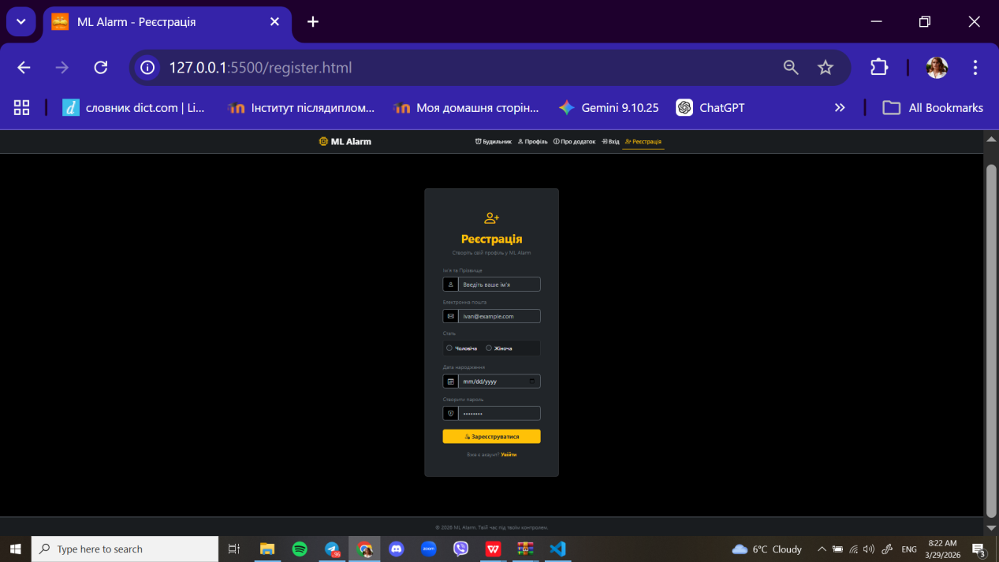 ML Alarm - Реєстрація
127.0.0.1:5500/register.html
словник dict.com | Li...
Інститут післядиплом...
Моя домашня сторін...
Gemini 9.10.25
ChatGPT
All Bookmarks
ML Alarm
Будильник
Профіль
Про додаток
Вхід
Реєстрація
Реєстрація
Створіть свій профіль у ML Alarm
Ім'я та Прізвище
Введіть ваше ім'я
Електронна пошта
ivan@example.com
Стать
Чоловіча
Жіноча
Дата народження
mm/dd/yyyy
Створити пароль
••••••••
Зареєструватися
Вже є акаунт? Увійти
© 2026 ML Alarm. Твій час під твоїм контролем.
Type here to search
96
zoom
6°C Cloudy
ENG
8:22 AM
3/29/2026
3